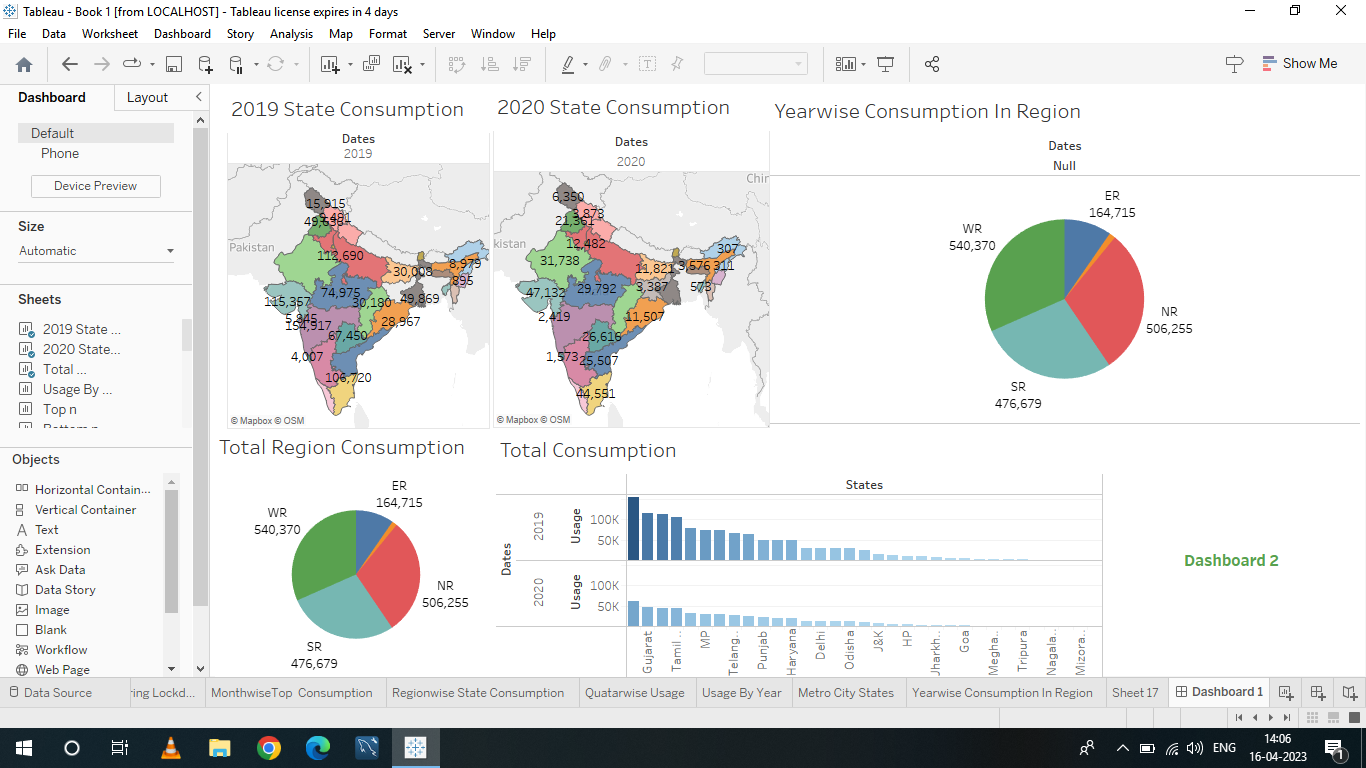 Tableau - Book 1 [from LOCALHOST] - Tableau license expires in 4 days
File Data Worksheet Dashboard Story Analysis Map Format Server Window Help
Show Me
Dashboard Layout
Default
Phone
Device Preview
Size
Automatic
Sheets
2019 State ...
2020 State...
Total ...
Usage By ...
Top n
Objects
Horizontal Contain...
Vertical Container
Text
Extension
Ask Data
Data Story
Image
Blank
Workflow
Web Page
2019 State Consumption
Dates
2019
Pakistan
15,915
9,491
112,690
30,008
8,979
895
115,357
74,975
30,180
49,869
5,845
154,517
28,967
67,450
4,007
106,720
© Mapbox © OSM
2020 State Consumption
Dates
2020
Chin
kistan
6,350
3,873
21,361
12,482
307
31,738
11,821
3,576
311
47,132
29,792
3,387
573
2,419
11,507
26,616
1,573
25,507
44,551
© Mapbox © OSM
Yearwise Consumption In Region
Dates
Null
ER
164,715
WR
540,370
NR
506,255
SR
476,679
Total Region Consumption
ER
164,715
WR
540,370
NR
506,255
SR
476,679
Total Consumption
States
Dates
2019
Usage
100K
50K
2020
Usage
100K
50K
Gujarat
Tamil ..
MP
Telang..
Punjab
Haryana
Delhi
Odisha
J&K
HP
Jharkh..
Goa
Megha..
Tripura
Nagala..
Mizora..
Dashboard 2
Data Source
ring Lockd...
MonthwiseTop Consumption
Regionwise State Consumption
Quatarwise Usage
Usage By Year
Metro City States
Yearwise Consumption In Region
Sheet 17
Dashboard 1
ENG
14:06
16-04-2023
1